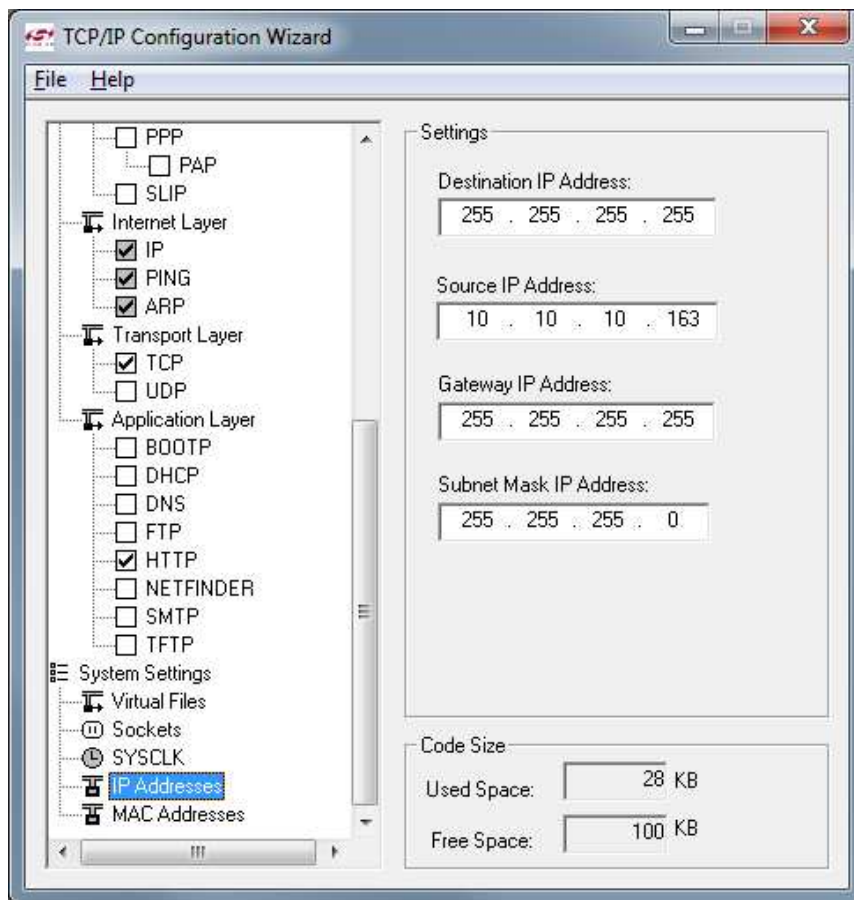 TCP/IP Configuration Wizard
File Help
PPP
PAP
SLIP
Internet Layer
IP
PING
ARP
Transport Layer
TCP
UDP
Application Layer
BOOTP
DHCP
DNS
FTP
HTTP
NETFINDER
SMTP
TFTP
System Settings
Virtual Files
Sockets
SYSCLK
IP Addresses
MAC Addresses
Settings
Destination IP Address:
255 . 255 . 255 . 255
Source IP Address:
10 . 10 . 10 . 163
Gateway IP Address:
255 . 255 . 255 . 255
Subnet Mask IP Address:
255 . 255 . 255 . 0
Code Size
Used Space: 28 KB
Free Space: 100 KB